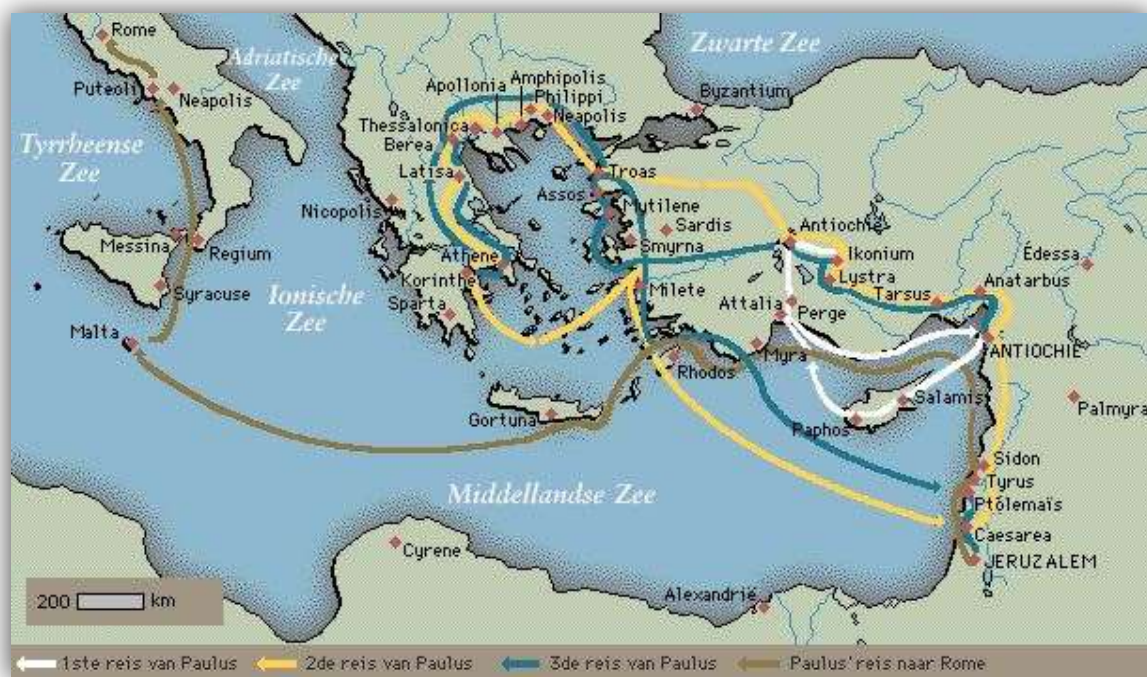 Rome
Adriatische
Zee
Zwarte Zee
Puteoli
Neapolis
Apollonia
Amphipolis
Philippi
Neapolis
Byzantium
Tyrrheense
Zee
Thessalonica
Berea
Latisa
Troas
Assos
Mytilene
Sardis
Smyrna
Nicopolis
Antiochië
Ikonium
Lystra
Edessa
Messina
Regium
Athene
Korinthe
Sparta
Milete
Tarsus
Anatarbus
Syracuse
Ionische
Zee
Attalia
Perge
Malta
Rhodos
Myra
ANTIOCHIË
Gortuna
Paphos
Salamis
Palmyra
Middellandse Zee
Sidon
Tyrus
Ptolemaïs
Caesarea
Cyrene
JERUZALEM
Alexandrië
200 km
1ste reis van Paulus
2de reis van Paulus
3de reis van Paulus
Paulus' reis naar Rome